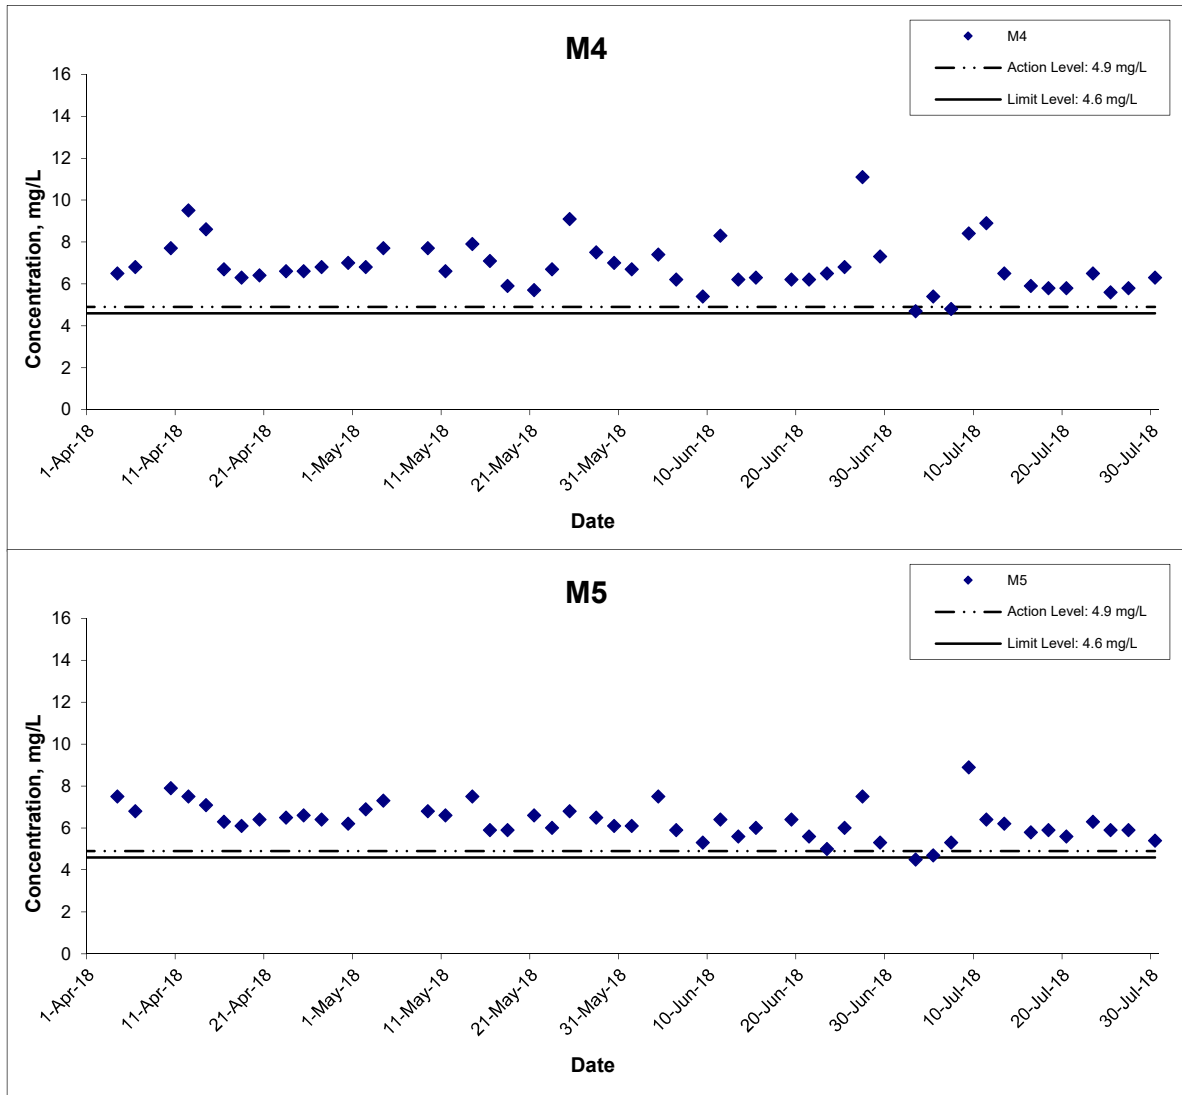 M4
M4
Action Level: 4.9 mg/L
Limit Level: 4.6 mg/L
16
14
12
10
8
6
4
2
0
Concentration, mg/L
1-Apr-18
11-Apr-18
21-Apr-18
1-May-18
11-May-18
21-May-18
31-May-18
10-Jun-18
20-Jun-18
30-Jun-18
10-Jul-18
20-Jul-18
30-Jul-18
Date
M5
M5
Action Level: 4.9 mg/L
Limit Level: 4.6 mg/L
16
14
12
10
8
6
4
2
0
Concentration, mg/L
1-Apr-18
11-Apr-18
21-Apr-18
1-May-18
11-May-18
21-May-18
31-May-18
10-Jun-18
20-Jun-18
30-Jun-18
10-Jul-18
20-Jul-18
30-Jul-18
Date